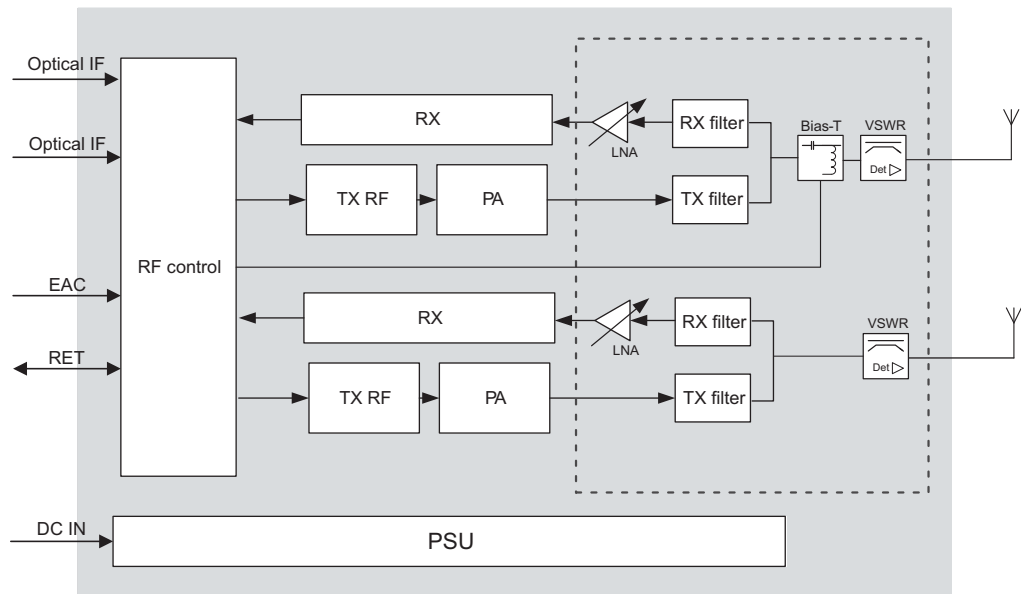 Optical IF
Optical IF
EAC
RET
DC IN
RF control
RX
LNA
RX filter
Bias-T
VSWR
Det
TX RF
PA
TX filter
RX
LNA
RX filter
VSWR
Det
TX RF
PA
TX filter
PSU